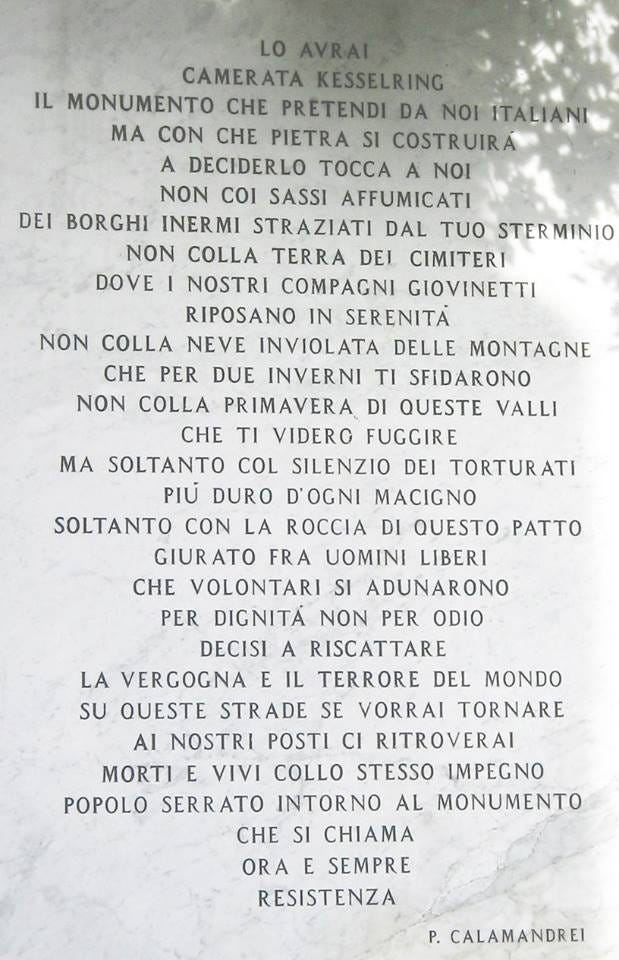 LO AVRAI
CAMERATA KESSELRING
IL MONUMENTO CHE PRETENDI DA NOI ITALIANI
MA CON CHE PIETRA SI COSTRUIRÁ
A DECIDERLO TOCCA A NOI
NON COI SASSI AFFUMICATI
DEI BORGHI INERMI STRAZIATI DAL TUO STERMINIO
NON COLLA TERRA DEI CIMITERI
DOVE I NOSTRI COMPAGNI GIOVINETTI
RIPOSANO IN SERENITÁ
NON COLLA NEVE INVIOLATA DELLE MONTAGNE
CHE PER DUE INVERNI TI SFIDARONO
NON COLLA PRIMAVERA DI QUESTE VALLI
CHE TI VIDERO FUGGIRE
MA SOLTANTO COL SILENZIO DEI TORTURATI
PIÚ DURO D'OGNI MACIGNO
SOLTANTO CON LA ROCCIA DI QUESTO PATTO
GIURATO FRA UOMINI LIBERI
CHE VOLONTARI SI ADUNARONO
PER DIGNITÁ NON PER ODIO
DECISI A RISCATTARE
LA VERGOGNA E IL TERRORE DEL MONDO
SU QUESTE STRADE SE VORRAI TORNARE
AI NOSTRI POSTI CI RITROVERAI
MORTI E VIVI COLLO STESSO IMPEGNO
POPOLO SERRATO INTORNO AL MONUMENTO
CHE SI CHIAMA
ORA E SEMPRE
RESISTENZA
P. CALAMANDREI